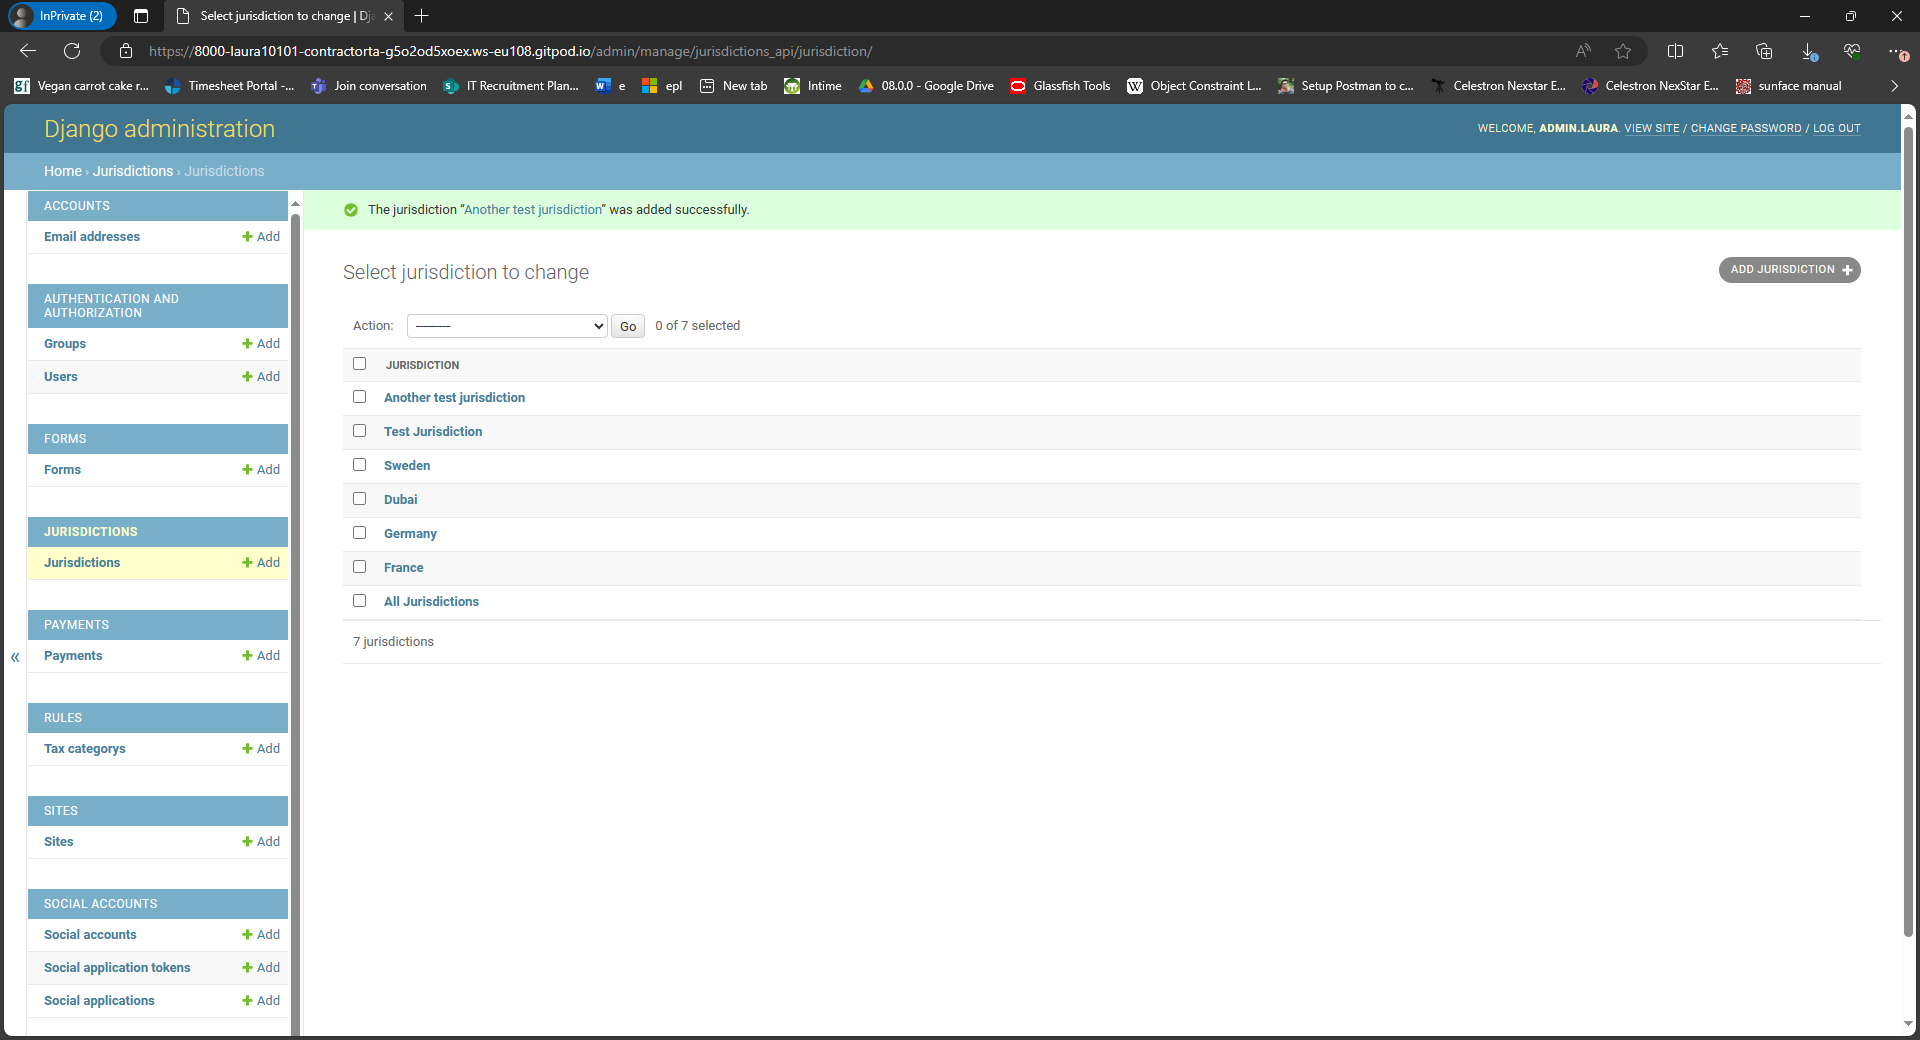 InPrivate (2)
Select jurisdiction to change | Dj
https://8000-laura10101-contractorta-g5o2od5xoex.ws-eu108.gitpod.io/admin/manage/jurisdictions_api/jurisdiction/
Vegan carrot cake r... Timesheet Portal -... Join conversation IT Recruitment Plan... e epl New tab Intime 08.0.0 - Google Drive Glassfish Tools Object Constraint L... Setup Postman to c... Celestron Nexstar E... Celestron NexStar E... sunface manual
Django administration
WELCOME, ADMIN.LAURA. VIEW SITE / CHANGE PASSWORD / LOG OUT
Home › Jurisdictions › Jurisdictions
ACCOUNTS
Email addresses + Add
AUTHENTICATION AND
AUTHORIZATION
Groups + Add
Users + Add
FORMS
Forms + Add
JURISDICTIONS
Jurisdictions + Add
PAYMENTS
Payments + Add
RULES
Tax categorys + Add
SITES
Sites + Add
SOCIAL ACCOUNTS
Social accounts + Add
Social application tokens + Add
Social applications + Add
«
The jurisdiction “Another test jurisdiction” was added successfully.
Select jurisdiction to change
ADD JURISDICTION +
Action: --------- Go 0 of 7 selected
JURISDICTION
Another test jurisdiction
Test Jurisdiction
Sweden
Dubai
Germany
France
All Jurisdictions
7 jurisdictions